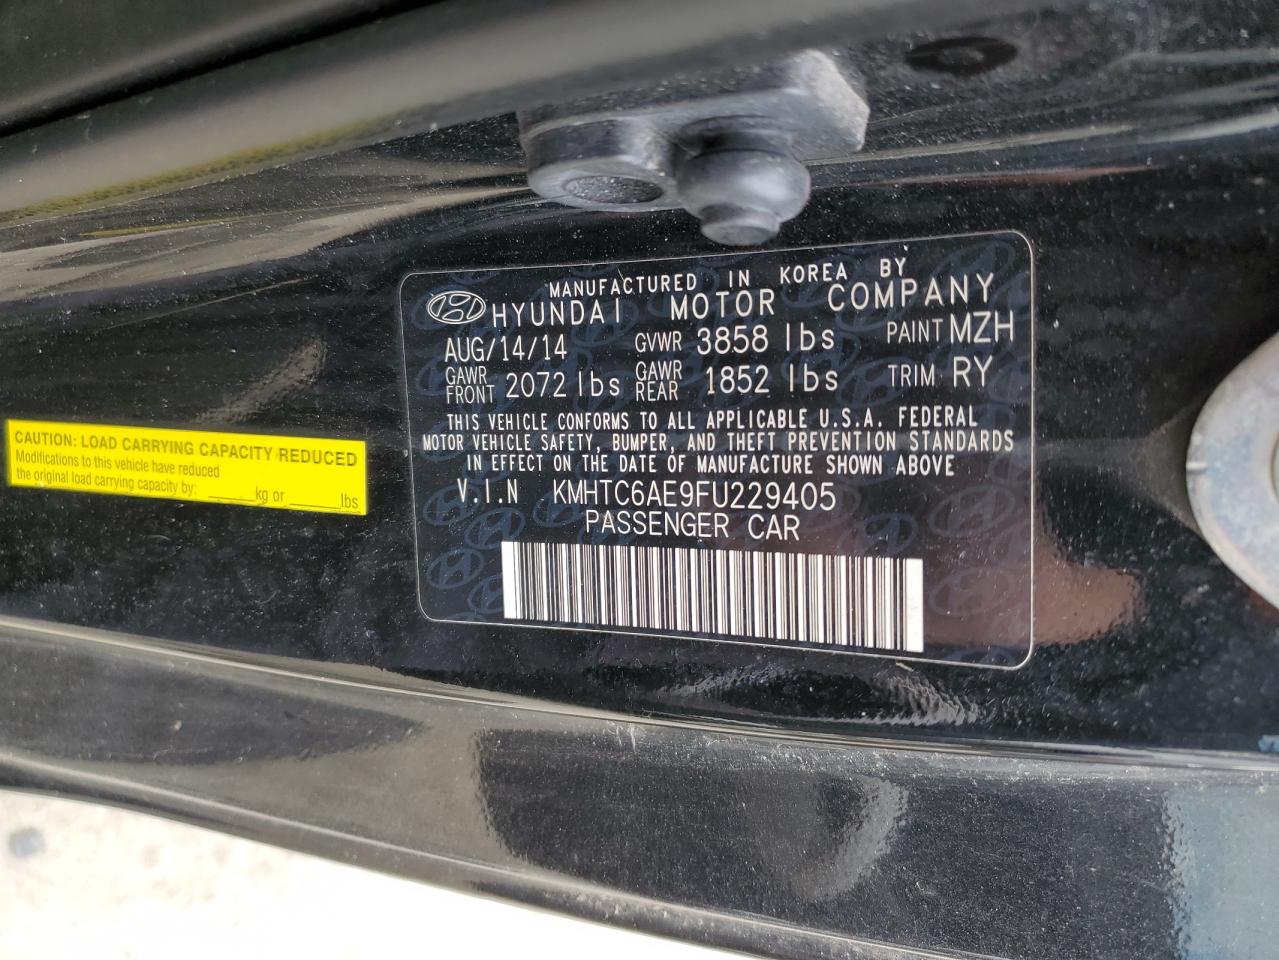 MANUFACTURED IN KOREA BY
HYUNDAI MOTOR COMPANY
AUG/14/14 GVWR 3858 lbs PAINT MZH
GAWR FRONT 2072 lbs GAWR REAR 1852 lbs TRIM RY
THIS VEHICLE CONFORMS TO ALL APPLICABLE U.S.A. FEDERAL
MOTOR VEHICLE SAFETY, BUMPER, AND THEFT PREVENTION STANDARDS
IN EFFECT ON THE DATE OF MANUFACTURE SHOWN ABOVE
V.I.N KMHTC6AE9FU229405
PASSENGER CAR
CAUTION: LOAD CARRYING CAPACITY REDUCED
Modifications to this vehicle have reduced
the original load carrying capacity by: ______kg or ______lbs